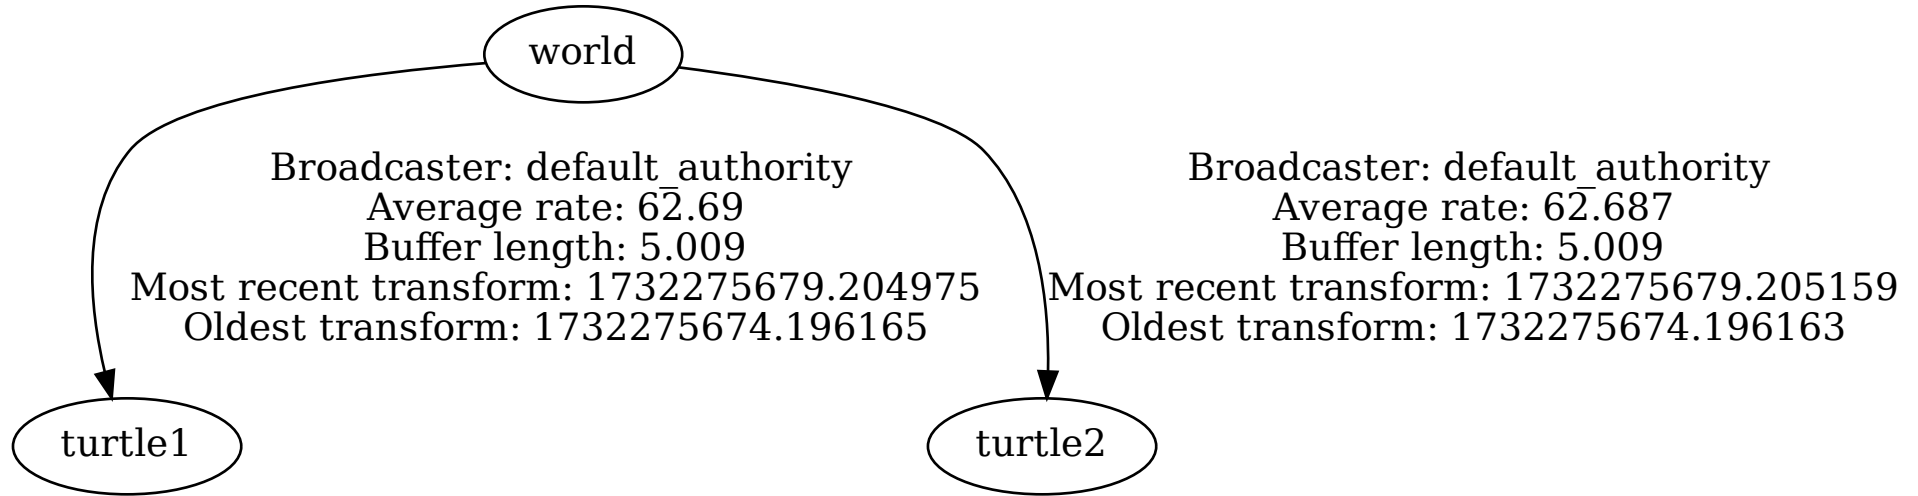 world
Broadcaster: default_authority
Average rate: 62.69
Buffer length: 5.009
Most recent transform: 1732275679.204975
Oldest transform: 1732275674.196165
Broadcaster: default_authority
Average rate: 62.687
Buffer length: 5.009
Most recent transform: 1732275679.205159
Oldest transform: 1732275674.196163
turtle1
turtle2